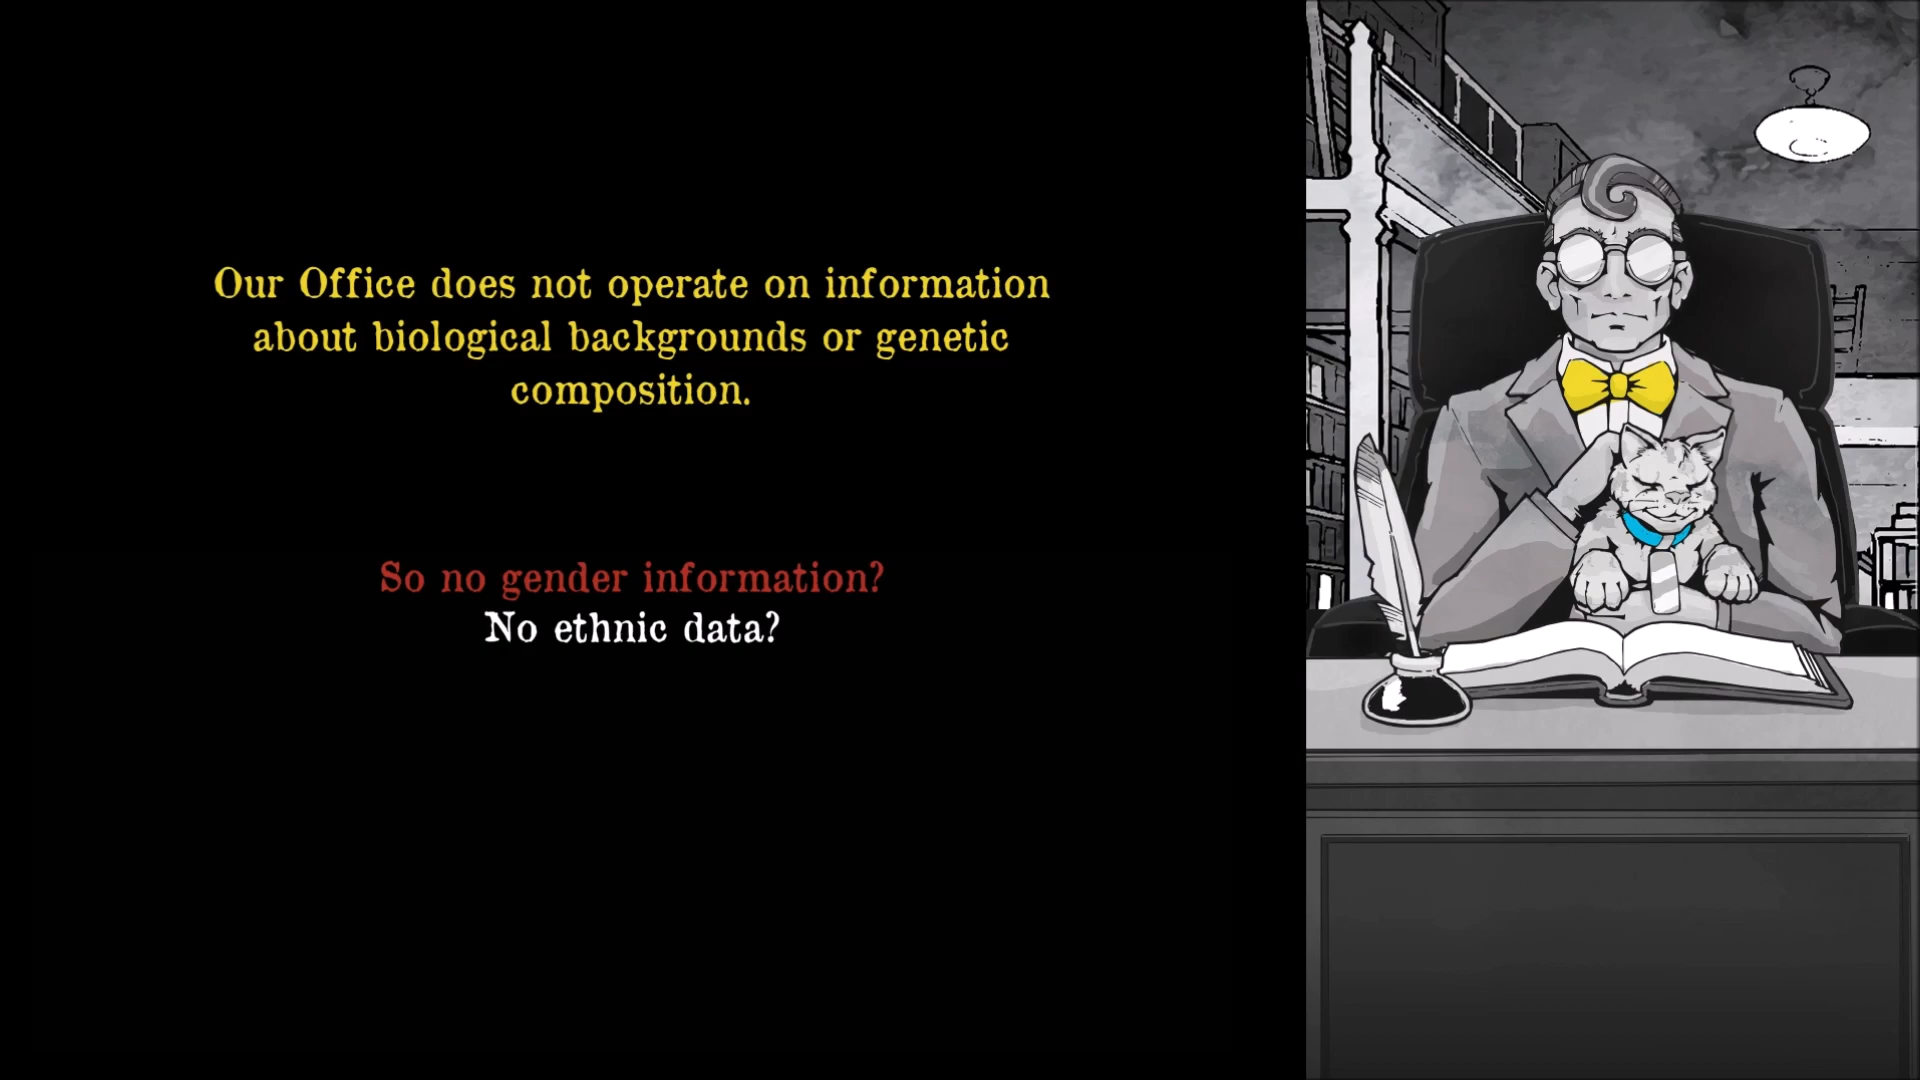 Our Office does not operate on information
about biological backgrounds or genetic
composition.
So no gender information?
No ethnic data?